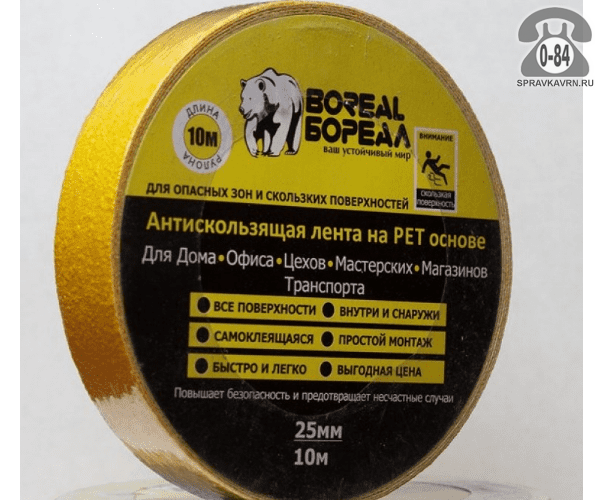 0-84
SPRAVKAVRN.RU
BOREAL
БОРЕАЛ
ваш устойчивый мир
ДЛИНА
10м
РУЛОНА
ВНИМАНИЕ
скользкая
поверхность
ДЛЯ ОПАСНЫХ ЗОН И СКОЛЬЗКИХ ПОВЕРХНОСТЕЙ
Антискользящая лента на PET основе
Для Дома•Офиса•Цехов•Мастерских•Магазинов
Транспорта
ВСЕ ПОВЕРХНОСТИ
ВНУТРИ И СНАРУЖИ
САМОКЛЕЯЩАЯСЯ
ПРОСТОЙ МОНТАЖ
БЫСТРО И ЛЕГКО
ВЫГОДНАЯ ЦЕНА
Повышает безопасность и предотвращает несчастные случаи
25мм
10м